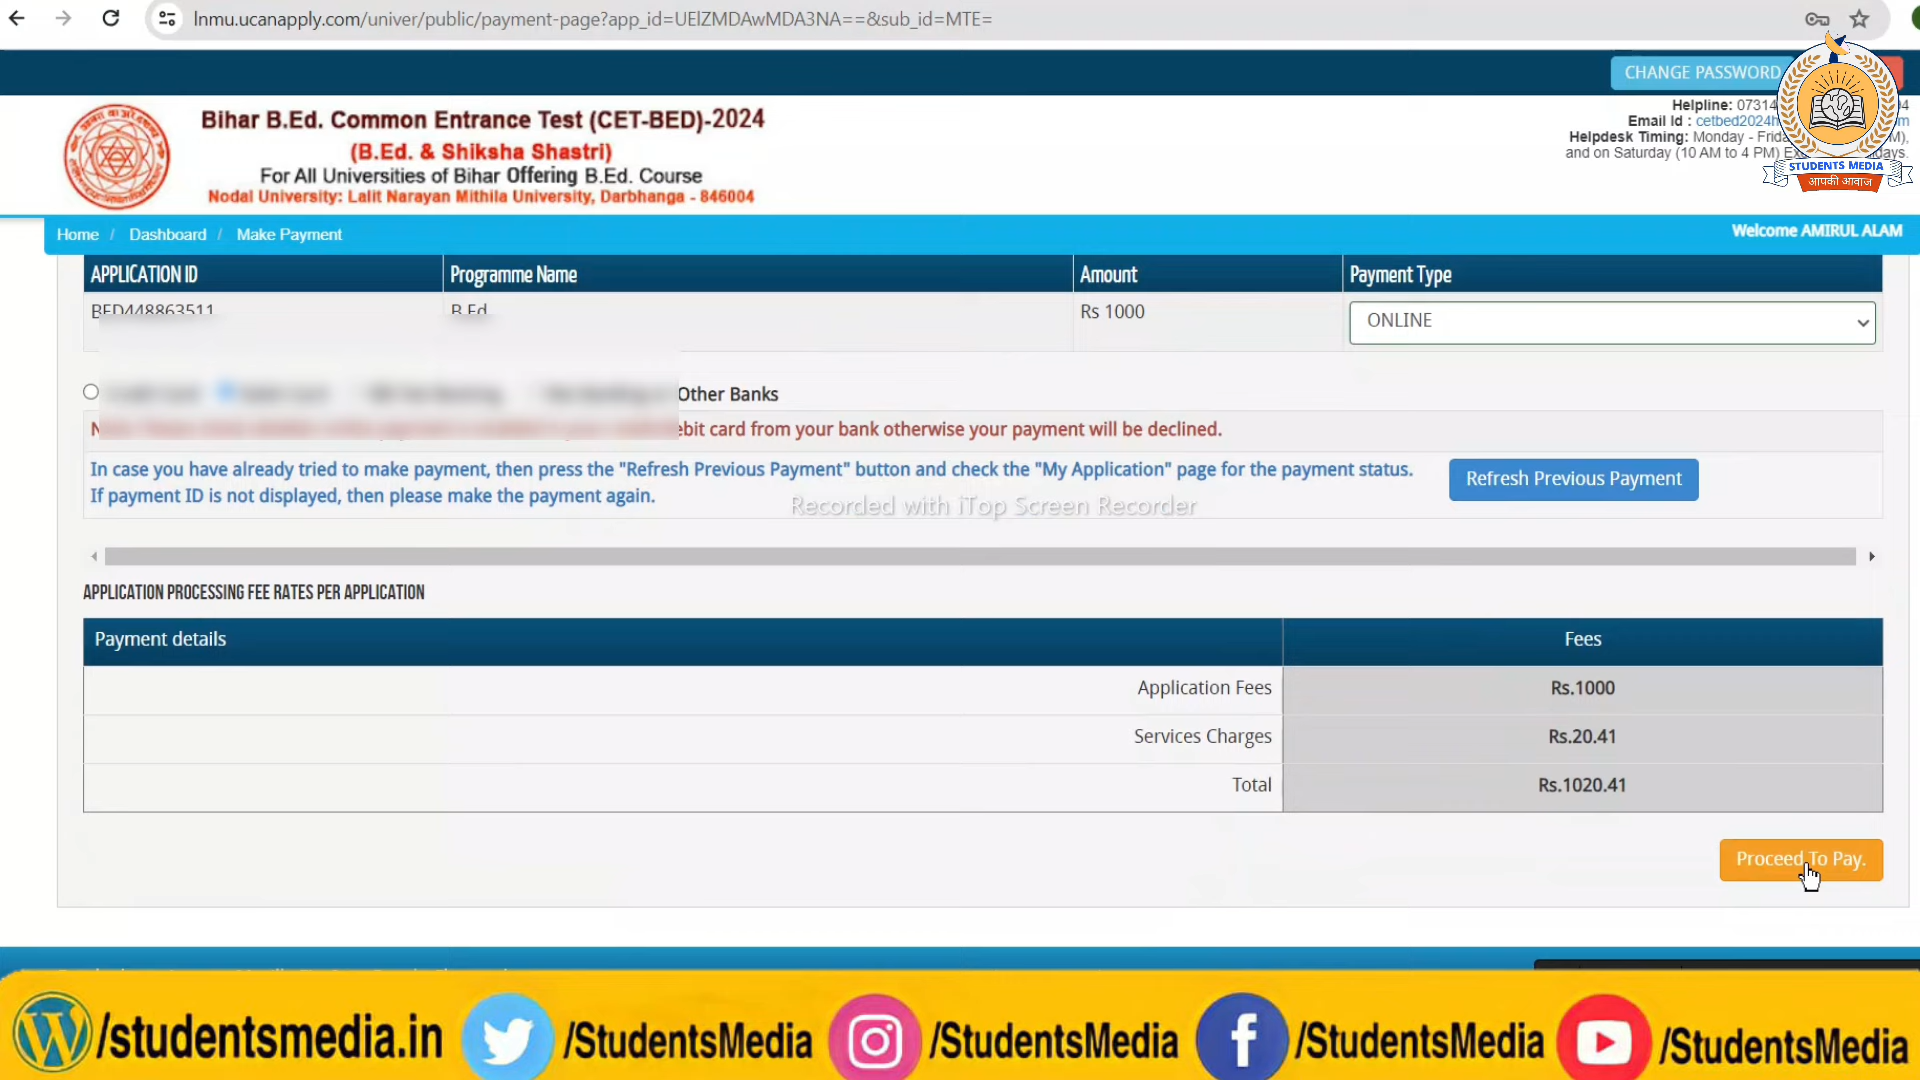 lnmu.ucanapply.com/univer/public/payment-page?app_id=UElZMDAwMDA3NA==&sub_id=MTE=
CHANGE PASSWORD
Bihar B.Ed. Common Entrance Test (CET-BED)-2024
(B.Ed. & Shiksha Shastri)
For All Universities of Bihar Offering B.Ed. Course
Nodal University: Lalit Narayan Mithila University, Darbhanga - 846004
Helpline: 07314
Email Id : cetbed2024
Helpdesk Timing: Monday -
and on Saturday (10 AM to 4 PM)
STUDENTS MEDIA
आपकी आवाज
Home / Dashboard / Make Payment
Welcome AMIRUL ALAM
APPLICATION ID Programme Name Amount Payment Type
BED448863511 B.Ed. Rs 1000 ONLINE
Other Banks
card from your bank otherwise your payment will be declined.
In case you have already tried to make payment, then press the "Refresh Previous Payment" button and check the "My Application" page for the payment status.
If payment ID is not displayed, then please make the payment again.
Refresh Previous Payment
Recorded with iTop Screen Recorder
APPLICATION PROCESSING FEE RATES PER APPLICATION
Payment details Fees
Application Fees Rs.1000
Services Charges Rs.20.41
Total Rs.1020.41
Proceed To Pay.
/studentsmedia.in /StudentsMedia /StudentsMedia /StudentsMedia /StudentsMedia